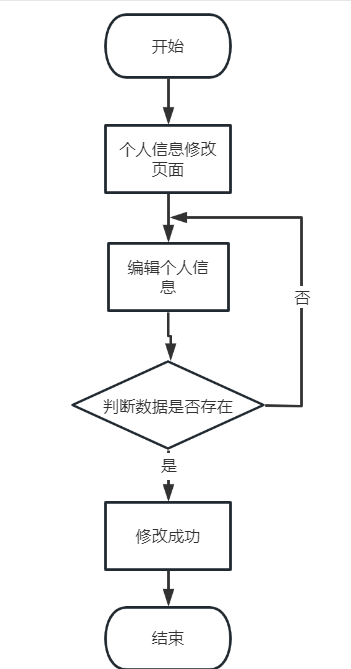 开始
个人信息修改
页面
编辑个人信
息
否
判断数据是否存在
是
修改成功
结束